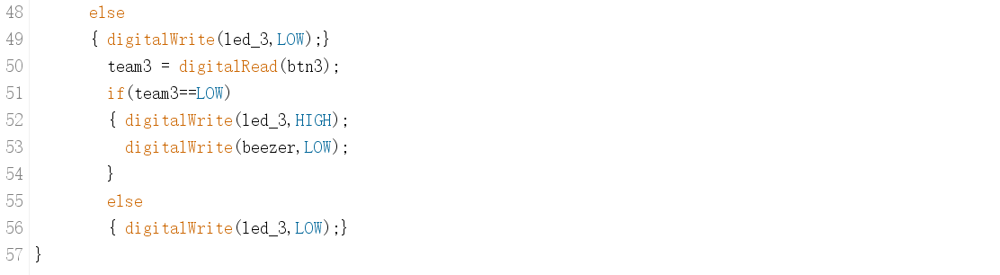 48 else
49 { digitalWrite(led_3,LOW);}
50 team3 = digitalRead(btn3);
51 if(team3==LOW)
52 { digitalWrite(led_3,HIGH);
53 digitalWrite(beezer,LOW);
54 }
55 else
56 { digitalWrite(led_3,LOW);}
57 }